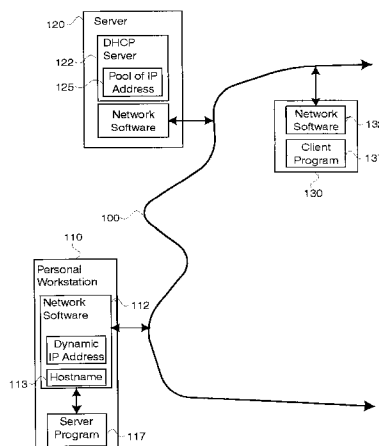 120
Server
DHCP
Server
122
125
Pool of IP
Address
Network
Software
Network
Software
Client
Program
130
100
110
Personal
Workstation
112
Network
Software
Dynamic
IP Address
113
Hostname
Server
Program
117